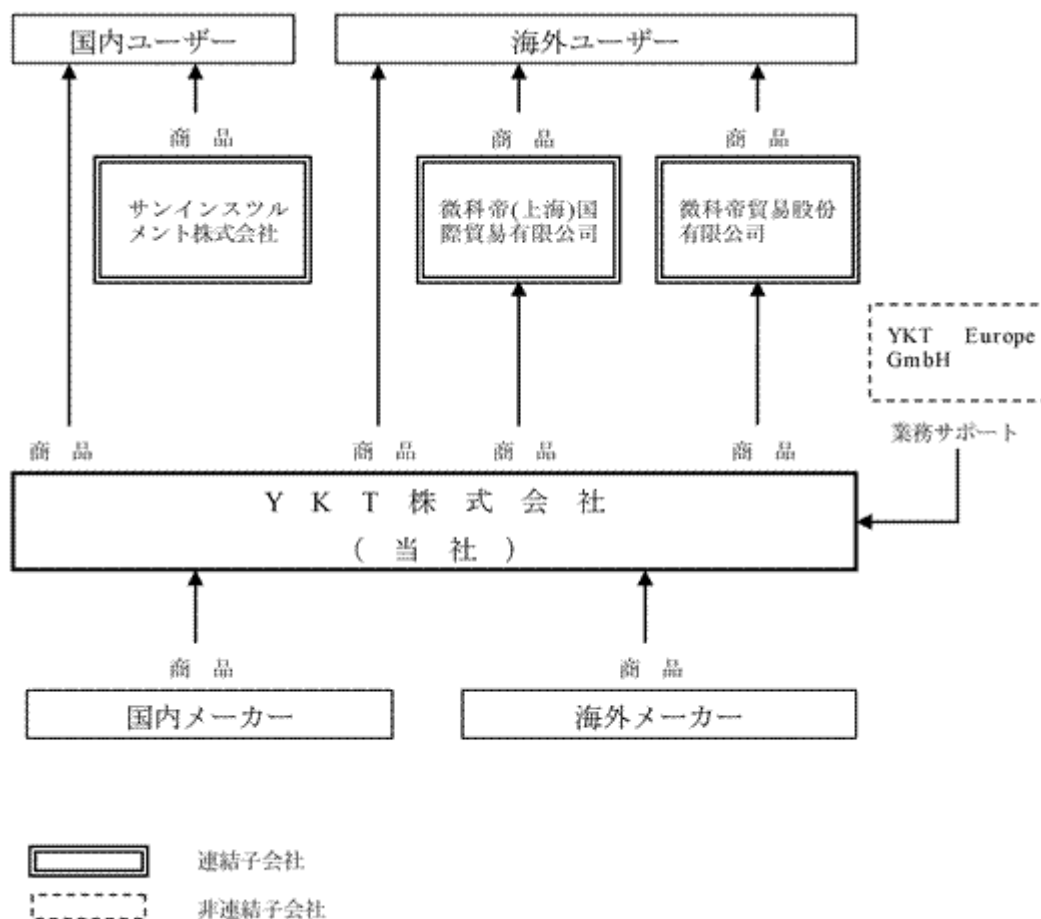 国内ユーザー
海外ユーザー
商 品
商 品
商 品
サンインスツル
メント株式会社
微科帝(上海)国
際貿易有限公司
微科帝貿易股份
有限公司
YKT Europe
GmbH
業務サポート
商 品
商 品
商 品
商 品
Y K T 株 式 会 社
( 当 社 )
商 品
商 品
国内メーカー
海外メーカー
連結子会社
非連結子会社